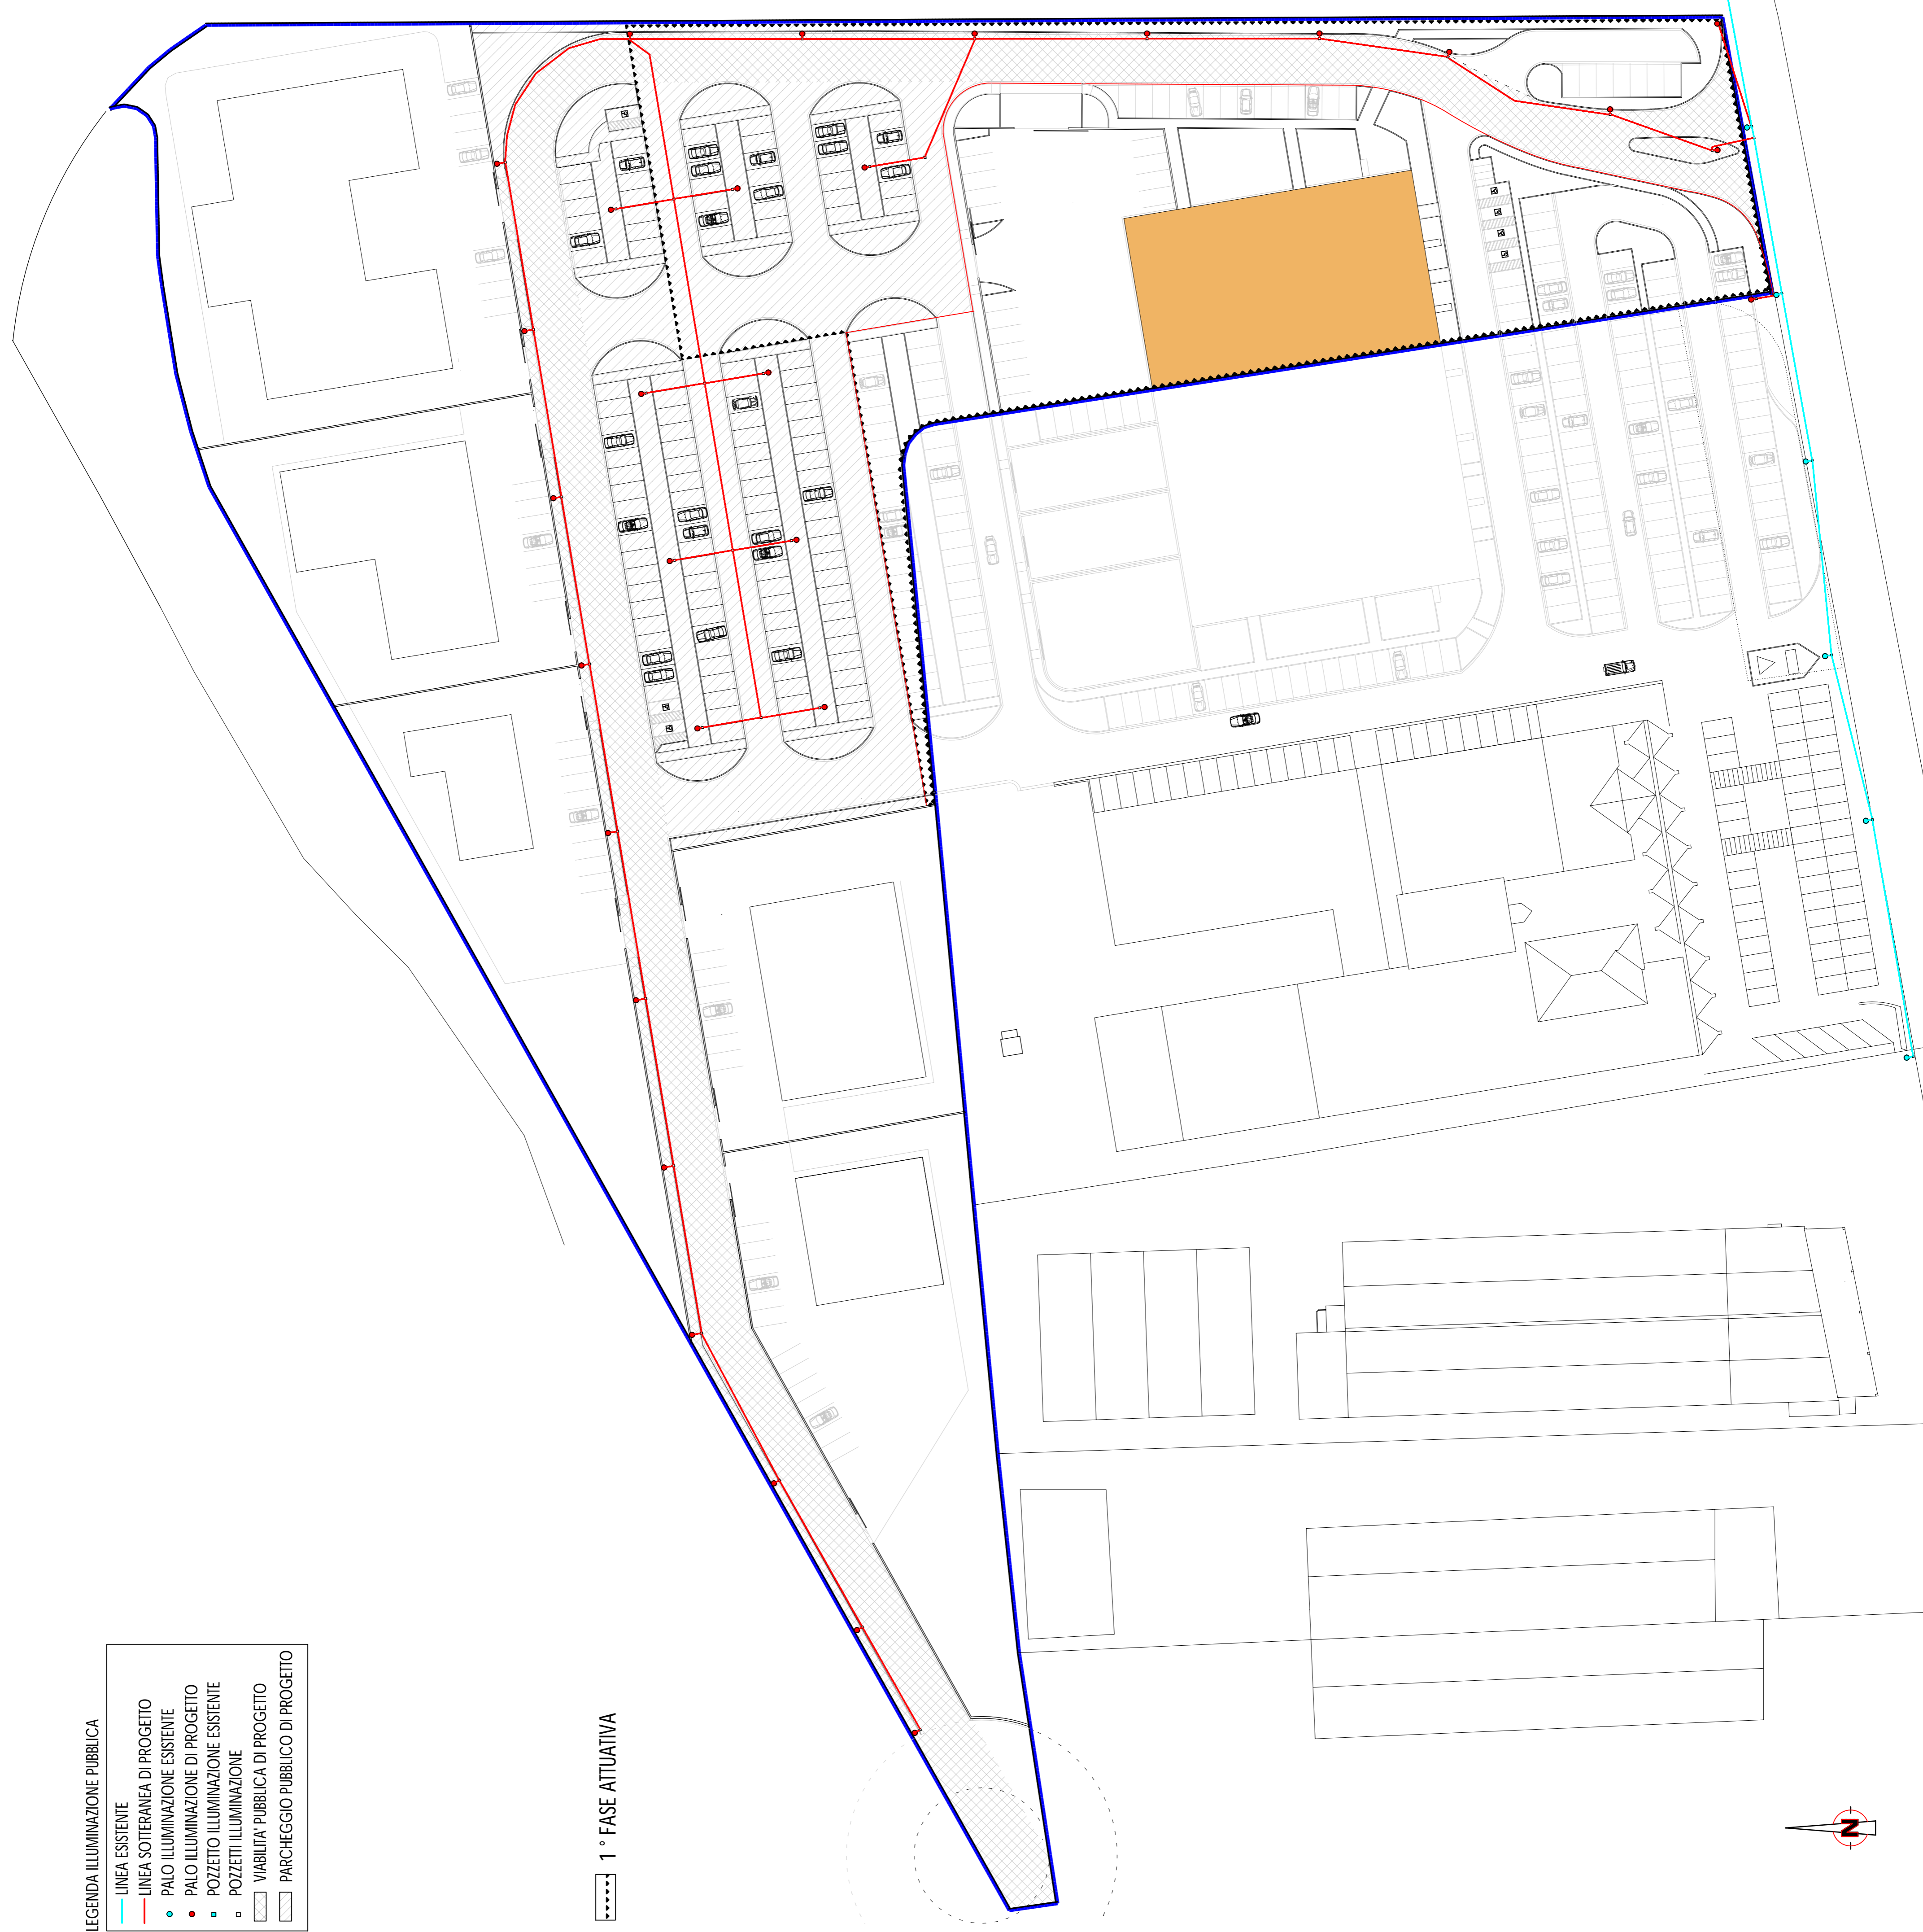 LEGENDA ILLUMINAZIONE PUBBLICA
LINEA ESISTENTE
LINEA SOTTERANEA DI PROGETTO
PALO ILLUMINAZIONE ESISTENTE
PALO ILLUMINAZIONE DI PROGETTO
POZZETTO ILLUMINAZIONE ESISTENTE
POZZETTI ILLUMINAZIONE
VIABILITA' PUBBLICA DI PROGETTO
PARCHEGGIO PUBBLICO DI PROGETTO
1 ° FASE ATTUATIVA
N